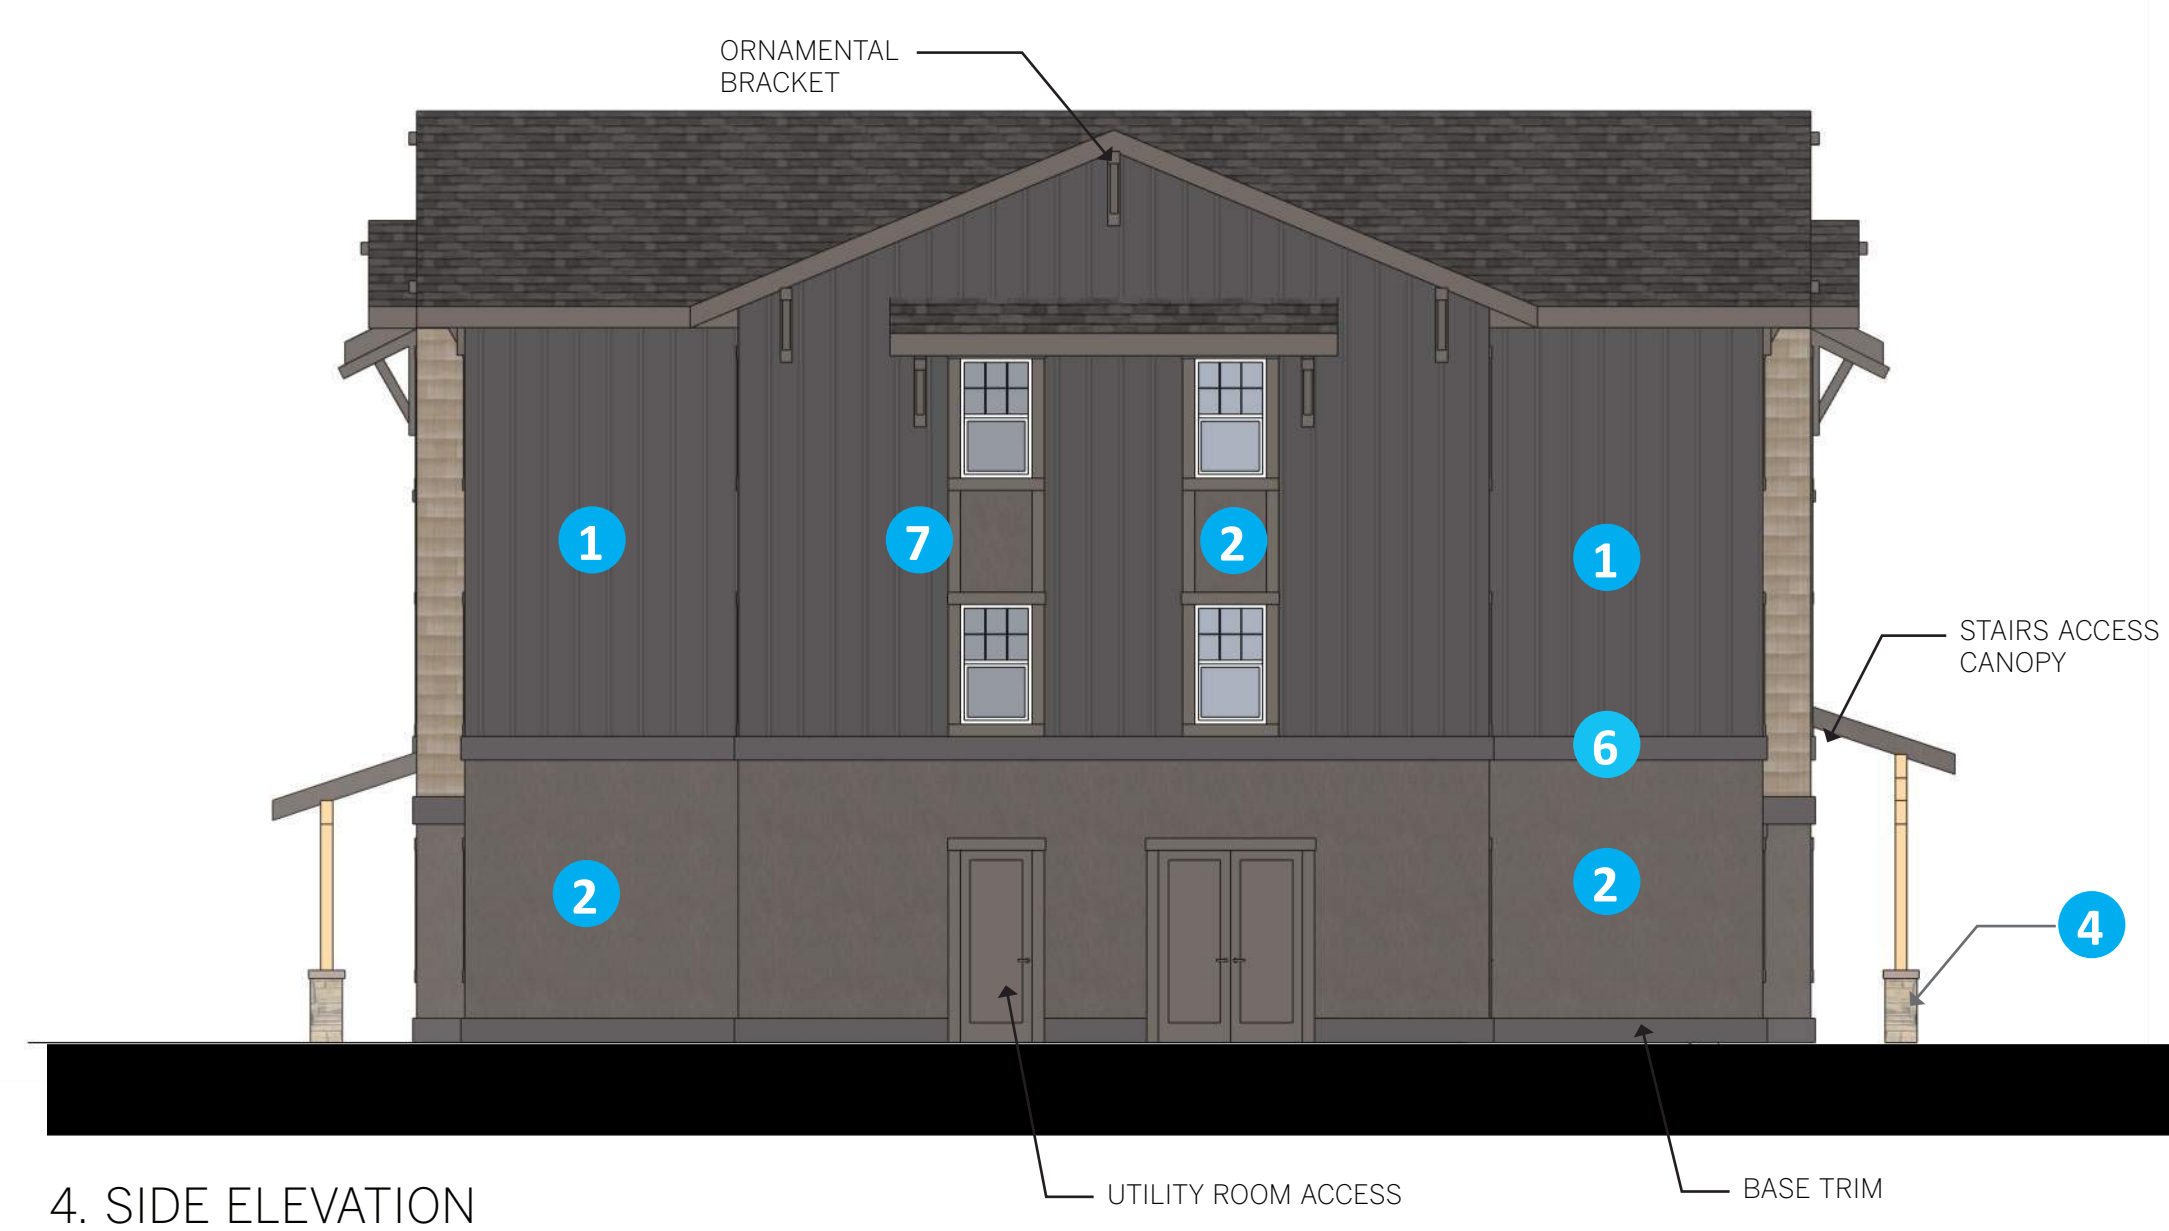 ORNAMENTAL
BRACKET
1
7
2
1
STAIRS ACCESS
CANOPY
6
2
2
4
UTILITY ROOM ACCESS
BASE TRIM
4. SIDE ELEVATION